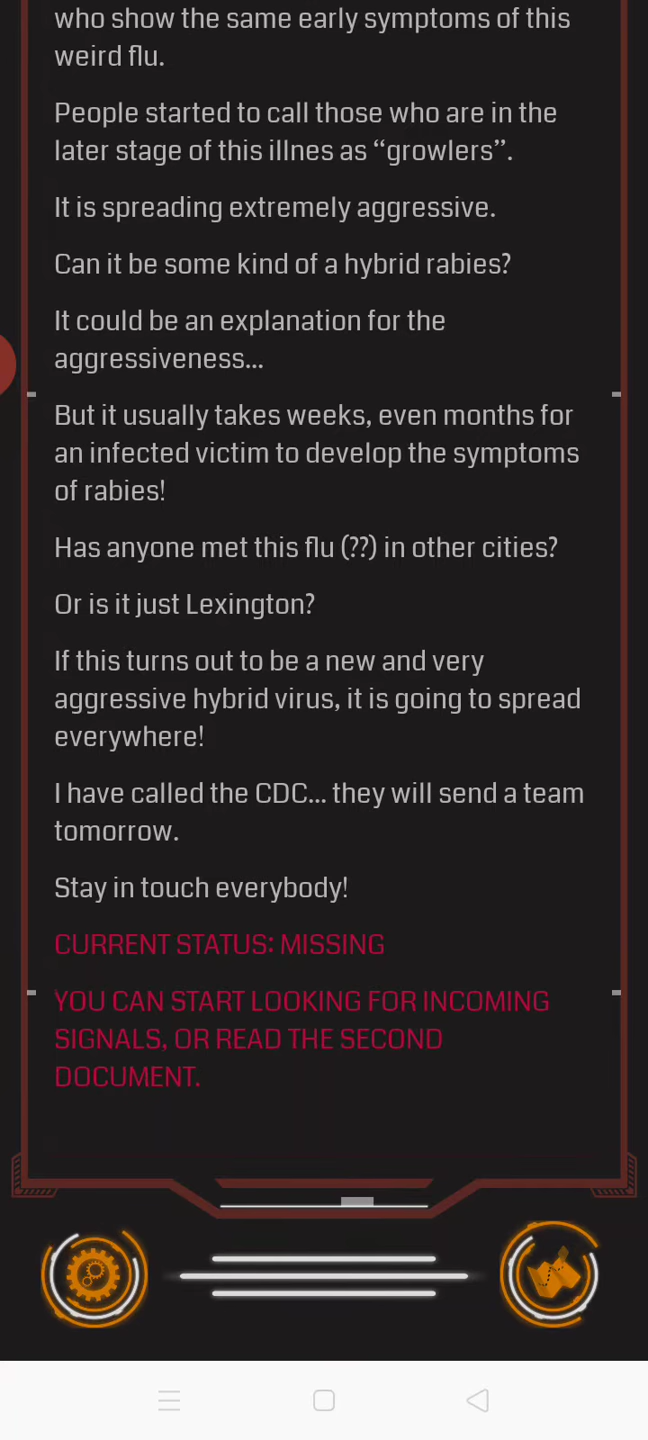 who show the same early symptoms of this
weird flu.
People started to call those who are in the
later stage of this illnes as “growlers”.
It is spreading extremely aggressive.
Can it be some kind of a hybrid rabies?
It could be an explanation for the
aggressiveness...
But it usually takes weeks, even months for
an infected victim to develop the symptoms
of rabies!
Has anyone met this flu (??) in other cities?
Or is it just Lexington?
If this turns out to be a new and very
aggressive hybrid virus, it is going to spread
everywhere!
I have called the CDC... they will send a team
tomorrow.
Stay in touch everybody!
CURRENT STATUS: MISSING
YOU CAN START LOOKING FOR INCOMING
SIGNALS, OR READ THE SECOND
DOCUMENT.